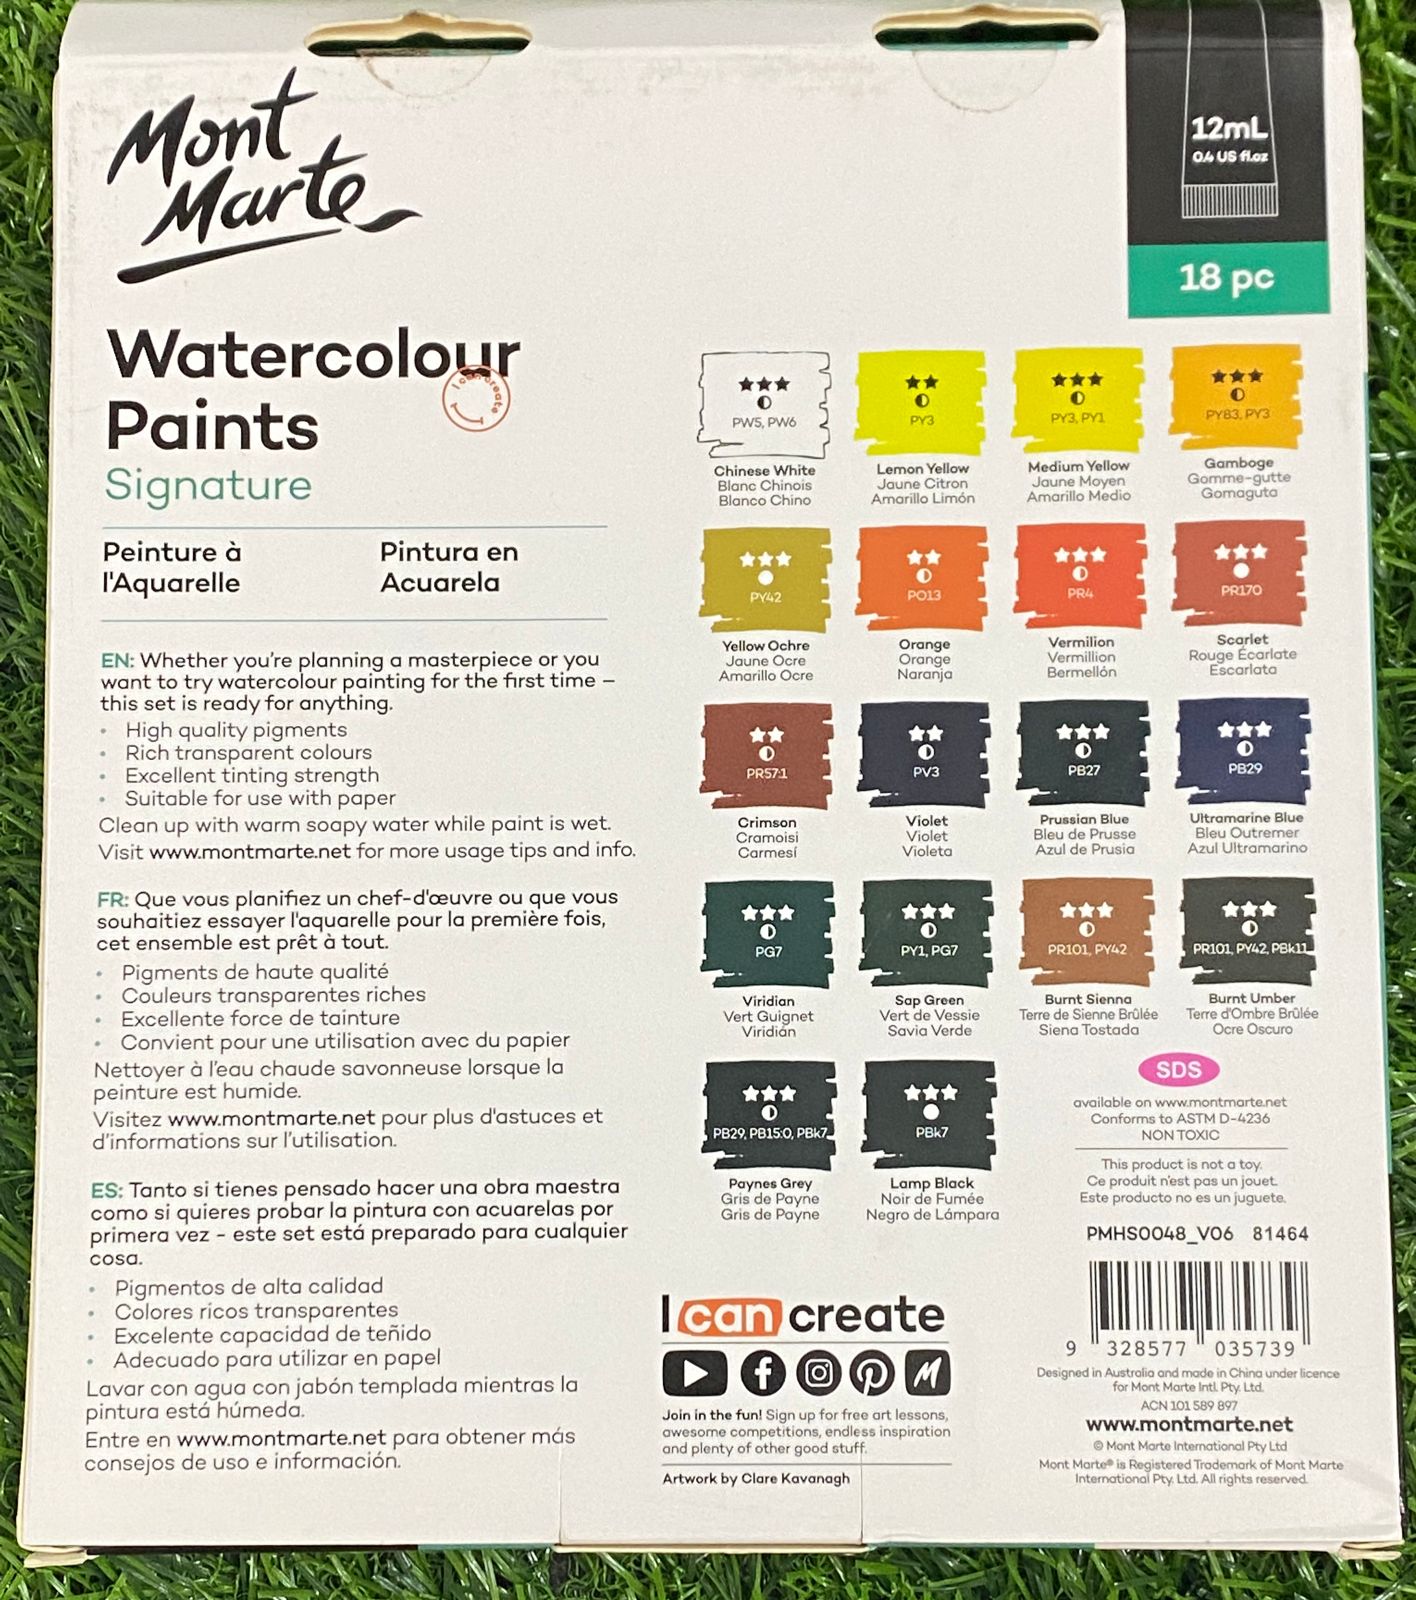 Mont
Marte
12mL
0.4 US fl.oz
18 pc
Watercolour
Paints
I can create
Signature
Peinture à
l'Aquarelle
Pintura en
Acuarela
EN: Whether you're planning a masterpiece or you
want to try watercolour painting for the first time –
this set is ready for anything.
• High quality pigments
• Rich transparent colours
• Excellent tinting strength
• Suitable for use with paper
Clean up with warm soapy water while paint is wet.
Visit www.montmarte.net for more usage tips and info.
FR: Que vous planifiez un chef-d'œuvre ou que vous
souhaitiez essayer l'aquarelle pour la première fois,
cet ensemble est prêt à tout.
• Pigments de haute qualité
• Couleurs transparentes riches
• Excellente force de tainture
• Convient pour une utilisation avec du papier
Nettoyer à l'eau chaude savonneuse lorsque la
peinture est humide.
Visitez www.montmarte.net pour plus d'astuces et
d'informations sur l'utilisation.
ES: Tanto si tienes pensado hacer una obra maestra
como si quieres probar la pintura con acuarelas por
primera vez – este set está preparado para cualquier
cosa.
• Pigmentos de alta calidad
• Colores ricos transparentes
• Excelente capacidad de teñido
• Adecuado para utilizar en papel
Lavar con agua con jabón templada mientras la
pintura está húmeda.
Entre en www.montmarte.net para obtener más
consejos de uso e información.
PW5, PW6
Chinese White
Blanc Chinois
Blanco Chino
PY3
Lemon Yellow
Jaune Citron
Amarillo Limón
PY3, PY1
Medium Yellow
Jaune Moyen
Amarillo Medio
PY83, PY3
Gamboge
Gomme-gutte
Gomaguta
PY42
Yellow Ochre
Jaune Ocre
Amarillo Ocre
PO13
Orange
Orange
Naranja
PR4
Vermilion
Vermillion
Bermellón
PR170
Scarlet
Rouge Écarlate
Escarlata
PR57:1
Crimson
Cramoisi
Carmesí
PV3
Violet
Violet
Violeta
PB27
Prussian Blue
Bleu de Prusse
Azul de Prusia
PB29
Ultramarine Blue
Bleu Outremer
Azul Ultramarino
PG7
Viridian
Vert Guignet
Viridián
PY1, PG7
Sap Green
Vert de Vessie
Savia Verde
PR101, PY42
Burnt Sienna
Terre de Sienne Brûlée
Siena Tostada
PR101, PY42, PBk11
Burnt Umber
Terre d'Ombre Brûlée
Ocre Oscuro
PB29, PB15:0, PBk7
Paynes Grey
Gris de Payne
Gris de Payne
PBk7
Lamp Black
Noir de Fumée
Negro de Lámpara
SDS
available on www.montmarte.net
Conforms to ASTM D-4236
NON TOXIC
This product is not a toy.
Ce produit n'est pas un jouet.
Este producto no es un juguete.
PMHS0048_V06 81464
9 328577 035739
Designed in Australia and made in China under licence
for Mont Marte Intl. Pty. Ltd.
ACN 101 589 897
www.montmarte.net
© Mont Marte International Pty Ltd
Mont Marte® is Registered Trademark of Mont Marte
International Pty. Ltd. All rights reserved.
I can create
Join in the fun! Sign up for free art lessons,
awesome competitions, endless inspiration
and plenty of other good stuff.
Artwork by Clare Kavanagh